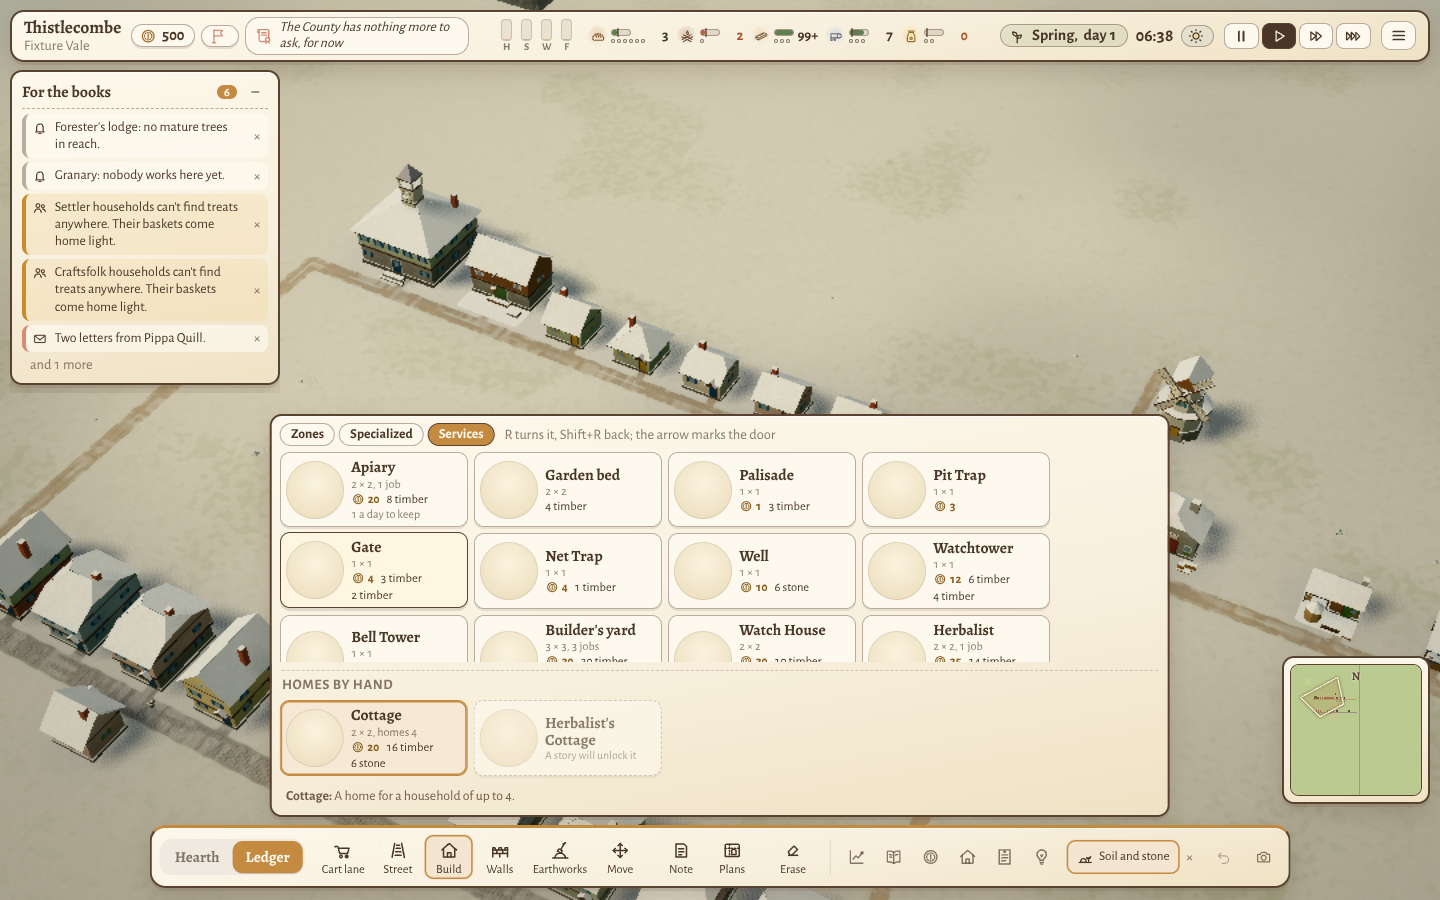 Thistlecombe
Fixture Vale
500
The County has nothing more to
ask, for now
H S W F
3
2
99+
7
0
Spring, day 1
06:38
For the books
6
Forester's lodge: no mature trees
in reach.
Granary: nobody works here yet.
Settler households can't find treats
anywhere. Their baskets come
home light.
Craftsfolk households can't find
treats anywhere. Their baskets
come home light.
Two letters from Pippa Quill.
and 1 more
Zones
Specialized
Services
R turns it, Shift+R back; the arrow marks the door
Apiary
2 × 2, 1 job
20 8 timber
1 a day to keep
Garden bed
2 × 2
4 timber
Palisade
1 × 1
1 3 timber
Pit Trap
1 × 1
3
Gate
1 × 1
4 3 timber
2 timber
Net Trap
1 × 1
4 1 timber
Well
1 × 1
10 6 stone
Watchtower
1 × 1
12 6 timber
4 timber
Bell Tower
1 × 1
Builder's yard
3 × 3, 3 jobs
Watch House
2 × 2
Herbalist
2 × 2, 1 job
HOMES BY HAND
Cottage
2 × 2, homes 4
20 16 timber
6 stone
Herbalist's
Cottage
A story will unlock it
Cottage: A home for a household of up to 4.
N
Hearth
Ledger
Cart lane
Street
Build
Walls
Earthworks
Move
Note
Plans
Erase
Soil and stone